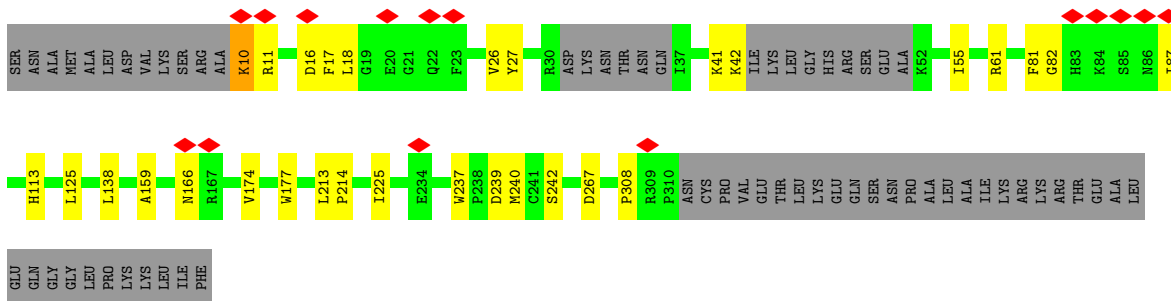 SER ASN ALA MET ALA LEU ASP VAL LYS SER ARG ALA K10 R11 D16 F17 L18 G19 E20 G21 Q22 F23 V26 Y27 R30 ASP LYS ASN THR ASN GLN I37 K41 K42 ILE LYS LEU GLY HIS ARG SER GLU ALA K52 I55 R61 F81 G82 H83 K84 S85 N86
H113 L125 L138 A159 N166 R167 V174 W177 L213 P214 I225 E234 W237 P238 D239 M240 C241 S242 D267 P308 R309 P310 ASN CYS PRO VAL GLU THR LEU LYS GLU GLN SER ASN PRO ALA LEU ALA ILE LYS ARG LYS ARG THR GLU ALA LEU
GLU GLN GLY GLY LEU PRO LYS LYS LEU ILE PHE